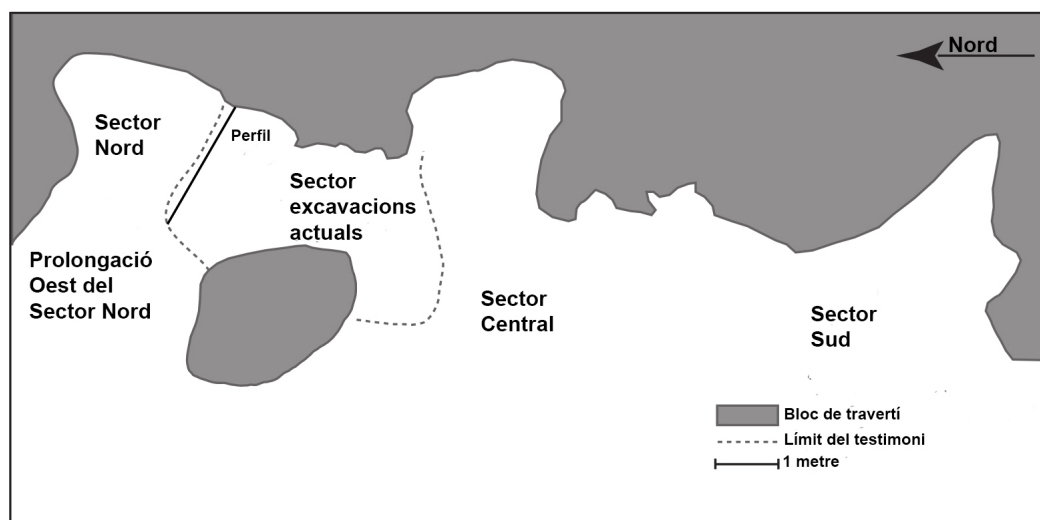 Nord
Sector
Nord
Perfil
Sector
excavacions
actuals
Prolongació
Oest del
Sector Nord
Sector
Central
Sector
Sud
Bloc de travertí
Límit del testimoni
1 metre